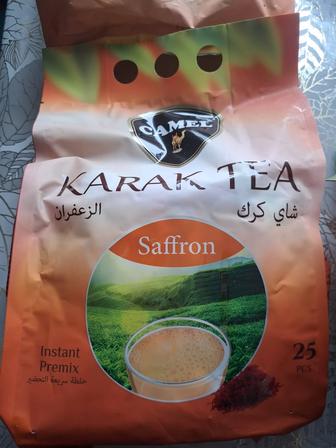 CAMEL
KARAK TEA
شاي كرك
الزعفران
Saffron
Instant
Premix
خلطة سريعة التحضير
25
PCS